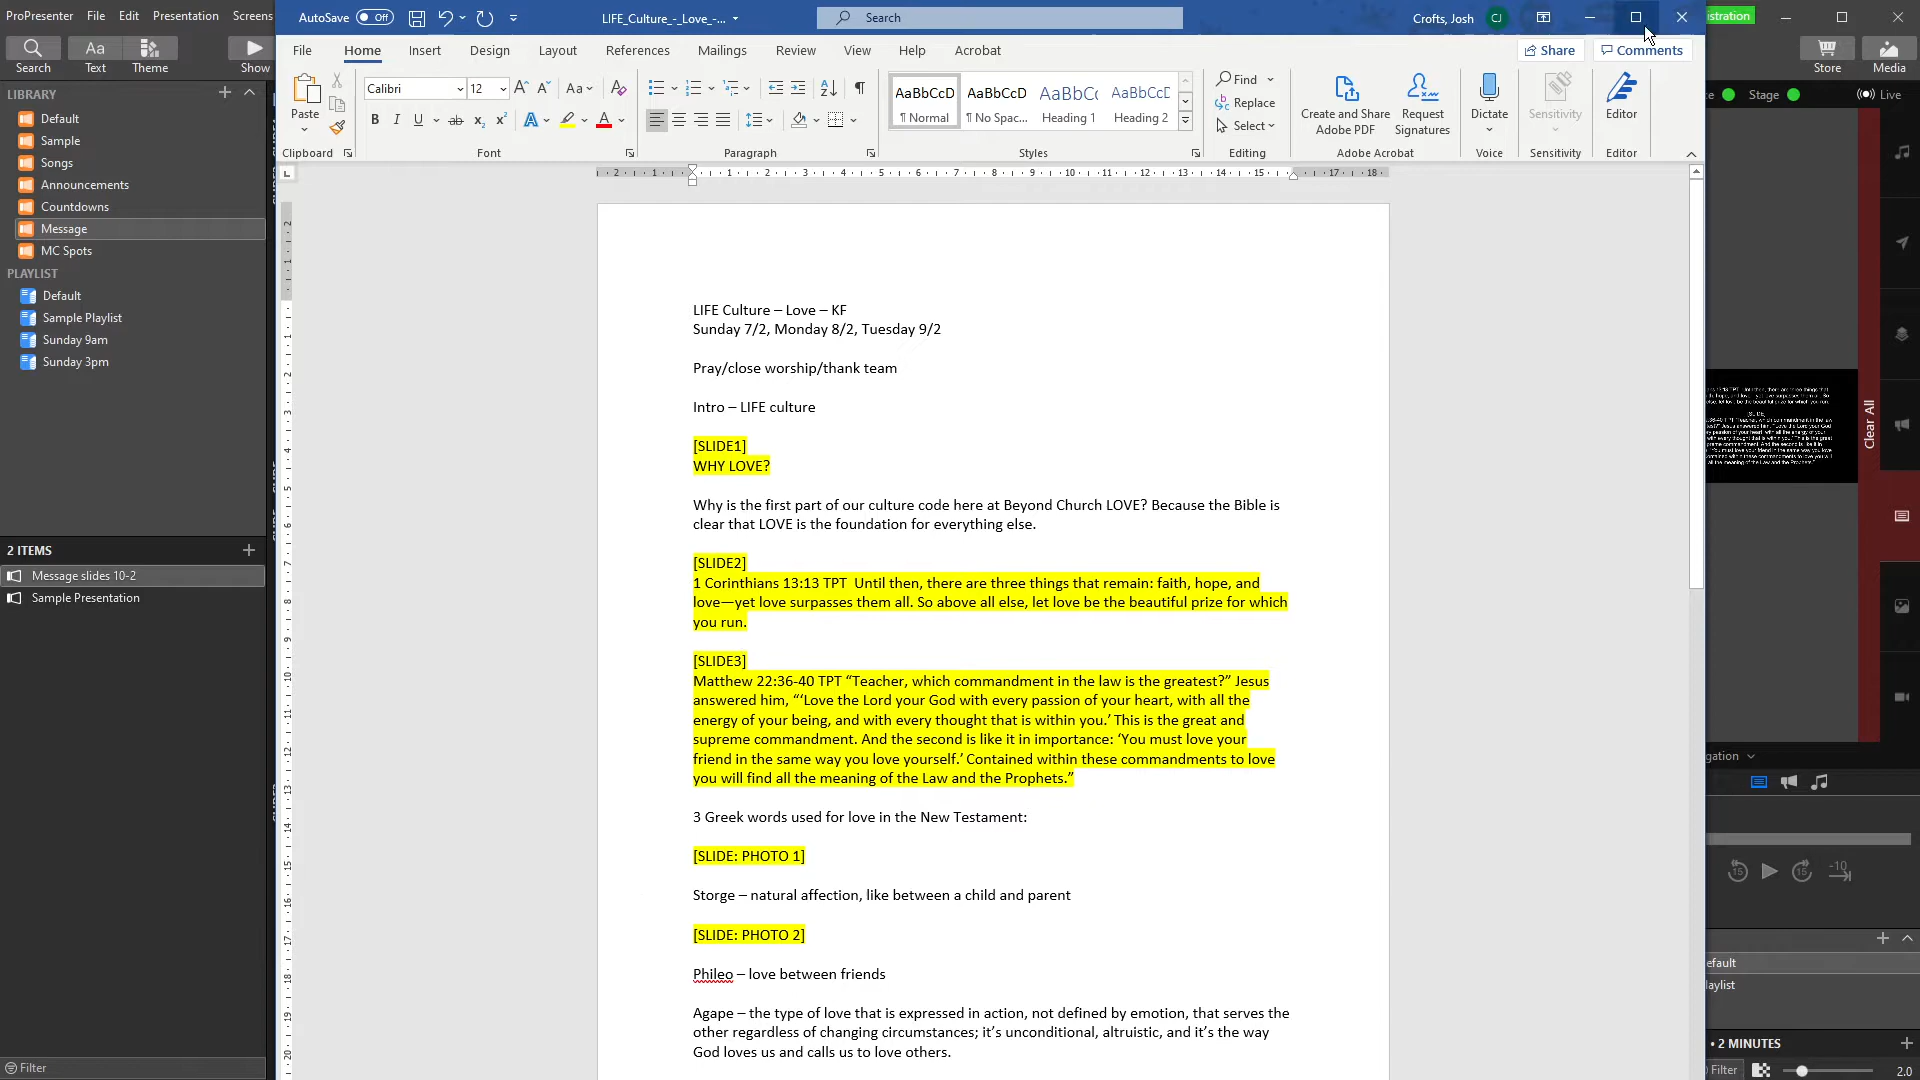 ProPresenter File Edit Presentation Screens
Search Text Theme Show
LIBRARY
Default
Sample
Songs
Announcements
Countdowns
Message
MC Spots
PLAYLIST
Default
Sample Playlist
Sunday 9am
Sunday 3pm
2 ITEMS
Message slides 10-2
Sample Presentation
Filter
AutoSave Off LIFE_Culture_-_Love_-... Search Crofts, Josh CJ
File Home Insert Design Layout References Mailings Review View Help Acrobat Share Comments
Paste Calibri 12 Aa
Clipboard Font Paragraph
AaBbCcD AaBbCcD AaBbCc AaBbCcD
¶ Normal ¶ No Spac... Heading 1 Heading 2
Styles
Find
Replace
Select
Editing
Create and Share
Adobe PDF
Request
Signatures
Adobe Acrobat
Dictate
Voice
Sensitivity
Sensitivity
Editor
Editor
LIFE Culture – Love – KF
Sunday 7/2, Monday 8/2, Tuesday 9/2
Pray/close worship/thank team
Intro – LIFE culture
[SLIDE1]
WHY LOVE?
Why is the first part of our culture code here at Beyond Church LOVE? Because the Bible is
clear that LOVE is the foundation for everything else.
[SLIDE2]
1 Corinthians 13:13 TPT  Until then, there are three things that remain: faith, hope, and
love—yet love surpasses them all. So above all else, let love be the beautiful prize for which
you run.
[SLIDE3]
Matthew 22:36-40 TPT “Teacher, which commandment in the law is the greatest?” Jesus
answered him, “‘Love the Lord your God with every passion of your heart, with all the
energy of your being, and with every thought that is within you.’ This is the great and
supreme commandment. And the second is like it in importance: ‘You must love your
friend in the same way you love yourself.’ Contained within these commandments to love
you will find all the meaning of the Law and the Prophets.”
3 Greek words used for love in the New Testament:
[SLIDE: PHOTO 1]
Storge – natural affection, like between a child and parent
[SLIDE: PHOTO 2]
Phileo – love between friends
Agape – the type of love that is expressed in action, not defined by emotion, that serves the
other regardless of changing circumstances; it’s unconditional, altruistic, and it’s the way
God loves us and calls us to love others.
istration
Store Media
Stage Live
Clear All
gation
15 15 -10
efault
laylist
• 2 MINUTES
Filter 2.0